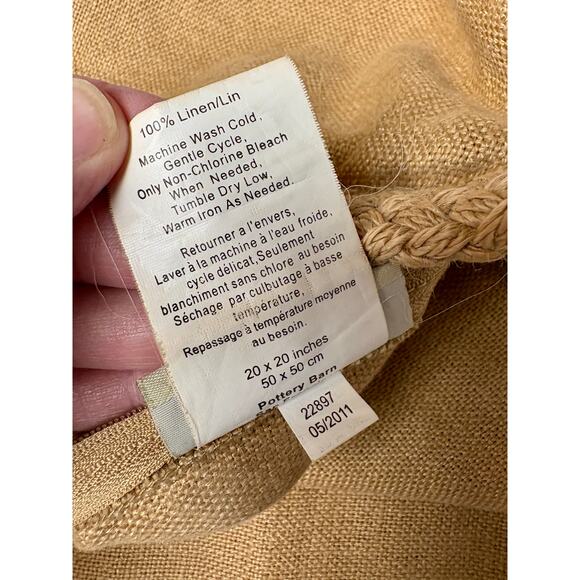 100% Linen/Lin
Machine Wash Cold,
Gentle Cycle,
Only Non-Chlorine Bleach
When Needed,
Tumble Dry Low,
Warm Iron As Needed.
Retourner a l'envers,
Laver à la machine à l'eau froide,
cycle délicat,Seulement
blanchiment sans chlore au besoin
Séchage par culbutage à basse
température,
Repassage à température moyenne
au besoin.
20 x 20 inches
50 x 50 cm
Pottery Barn
22897
05/2011